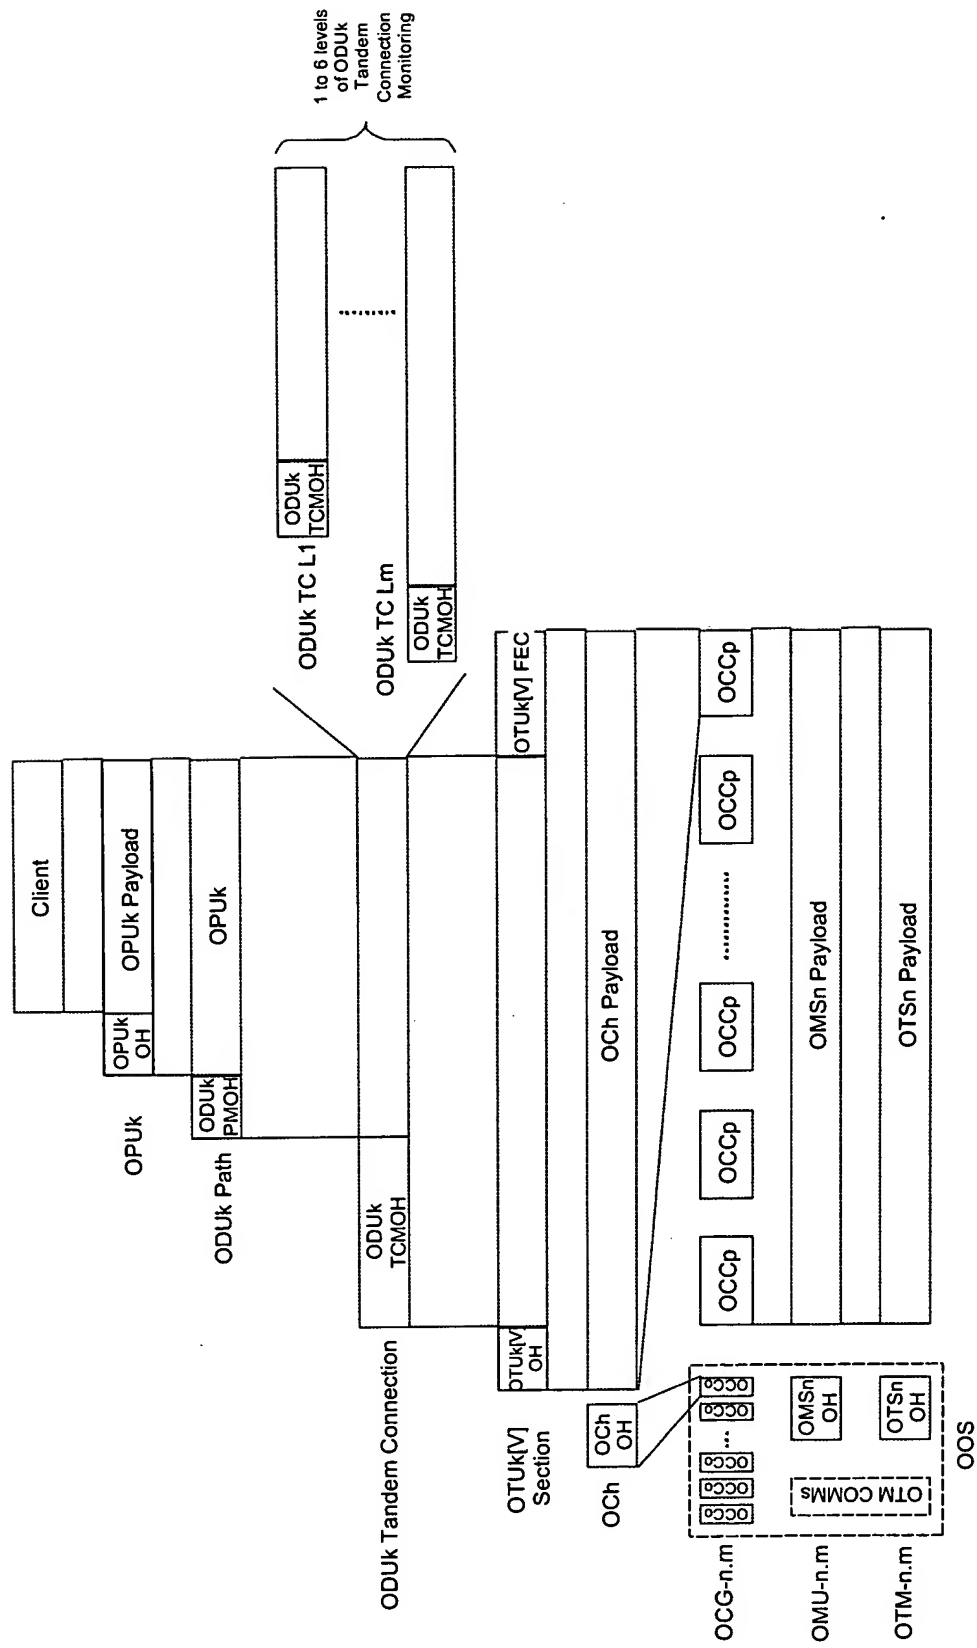 Client
OPUk
OPUk
OH
OPUk Payload
ODUk Path
ODUk
PMOH
OPUk
ODUk Tandem Connection
ODUk
TCMOH
ODUk TC L1
ODUk
TCMOH
ODUk TC Lm
ODUk
TCMOH
1 to 6 levels
of ODUk
Tandem
Connection
Monitoring
OTUk[V]
Section
OTUk[V]
OH
OTUk[V] FEC
OCh
OCh
OH
OCh Payload
OCG-n.m
OCCo
OCCo
OCCo
...
OCCo
OCCo
OCCp
OCCp
OCCp
.............
OCCp
OCCp
OMU-n.m
OTM COMMs
OMSn
OH
OMSn Payload
OTM-n.m
OTSn
OH
OTSn Payload
OOS